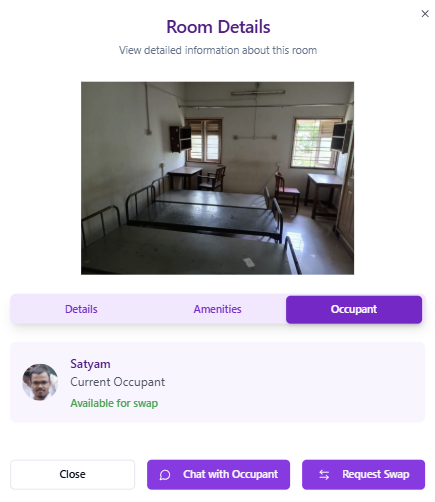 Room Details
View detailed information about this room
Details
Amenities
Occupant
Satyam
Current Occupant
Available for swap
Close
Chat with Occupant
Request Swap